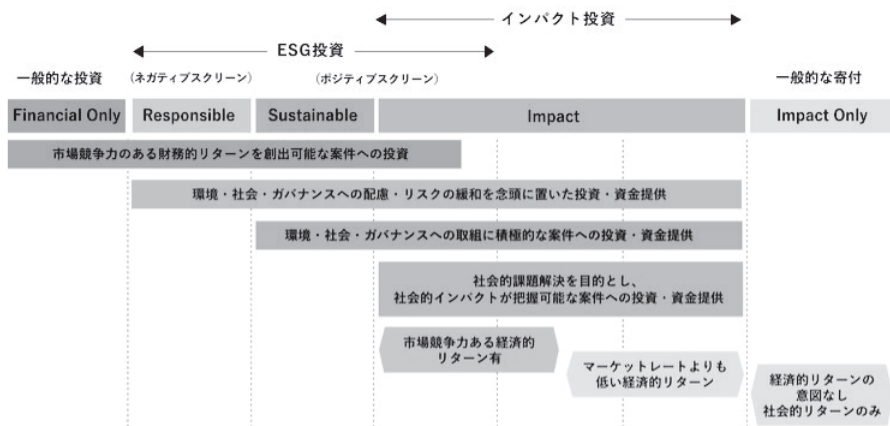 インパクト投資
ESG投資
一般的な投資
(ネガティブスクリーン)
(ポジティブスクリーン)
一般的な寄付
Financial Only
Responsible
Sustainable
Impact
Impact Only
市場競争力のある財務的リターンを創出可能な案件への投資
環境・社会・ガバナンスへの配慮・リスクの緩和を念頭に置いた投資・資金提供
環境・社会・ガバナンスへの取組に積極的な案件への投資・資金提供
社会的課題解決を目的とし、
社会的インパクトが把握可能な案件への投資・資金提供
市場競争力ある経済的
リターン有
マーケットレートよりも
低い経済的リターン
経済的リターンの
意図なし
社会的リターンのみ